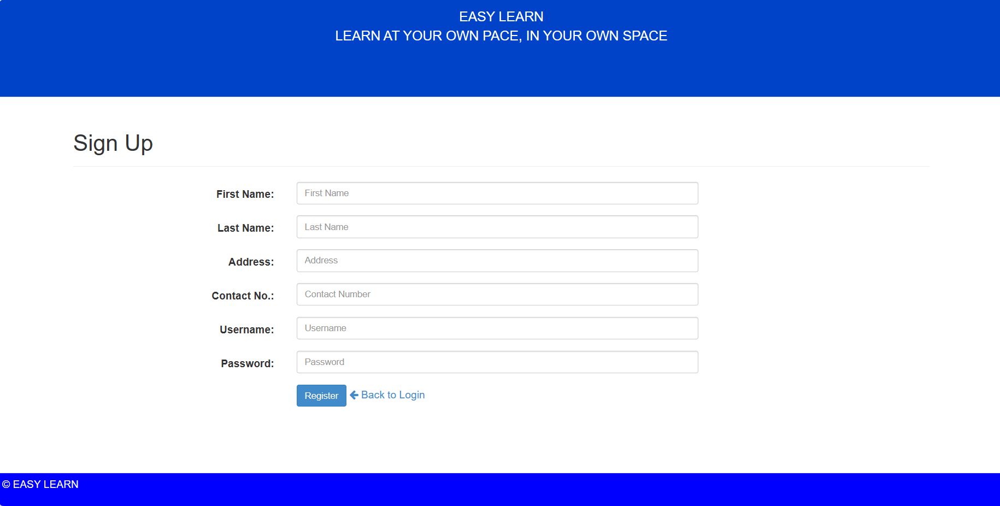 EASY LEARN
LEARN AT YOUR OWN PACE, IN YOUR OWN SPACE
Sign Up
First Name: First Name
Last Name: Last Name
Address: Address
Contact No.: Contact Number
Username: Username
Password: Password
Register Back to Login
© EASY LEARN